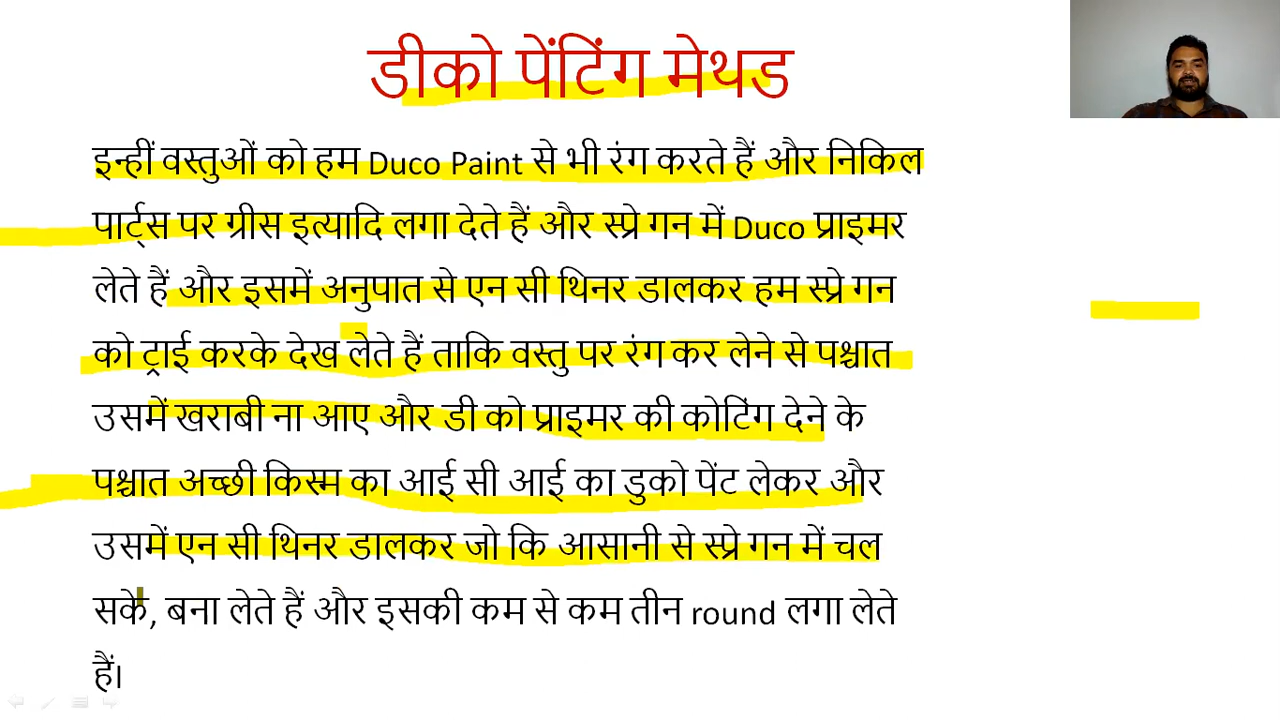 डीको पेंटिंग मेथड
इन्हीं वस्तुओं को हम Duco Paint से भी रंग करते हैं और निकिल
पार्ट्स पर ग्रीस इत्यादि लगा देते हैं और स्प्रे गन में Duco प्राइमर
लेते हैं और इसमें अनुपात से एन सी थिनर डालकर हम स्प्रे गन
को ट्राई करके देख लेते हैं ताकि वस्तु पर रंग कर लेने से पश्चात
उसमें खराबी ना आए और डी को प्राइमर की कोटिंग देने के
पश्चात अच्छी किस्म का आई सी आई का डुको पेंट लेकर और
उसमें एन सी थिनर डालकर जो कि आसानी से स्प्रे गन में चल
सके, बना लेते हैं और इसकी कम से कम तीन round लगा लेते
हैं।